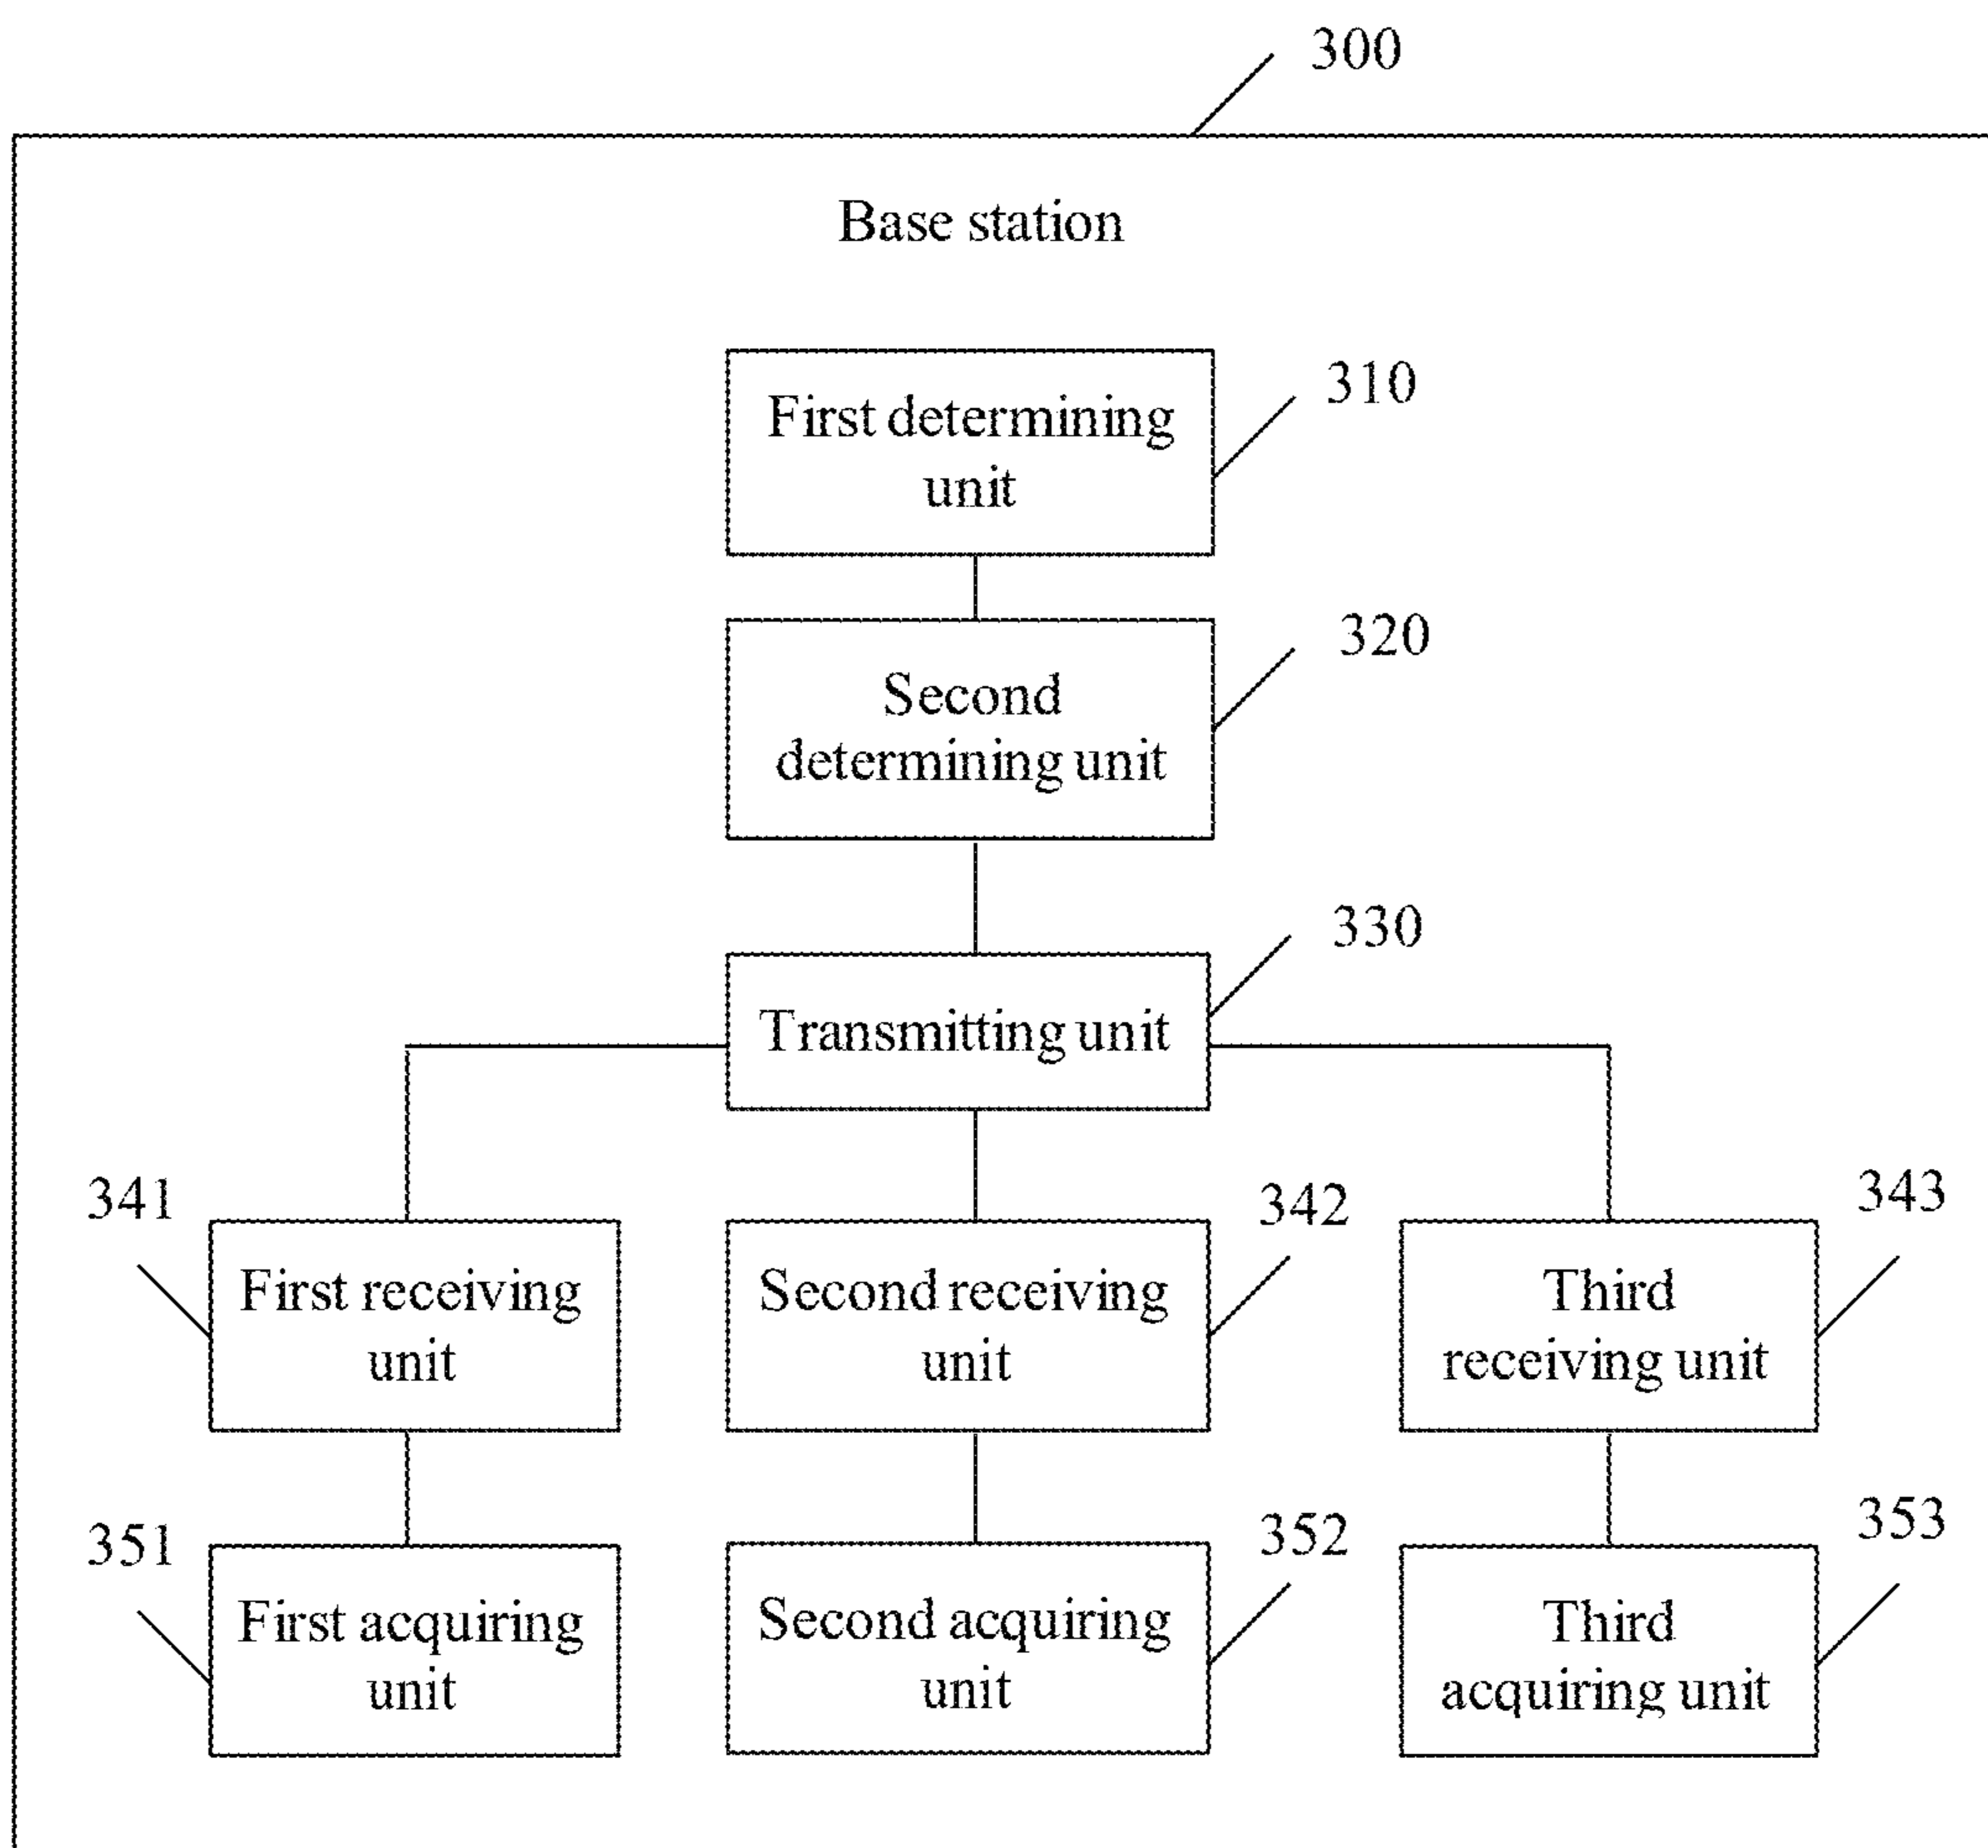 300
Base station
310
First determining
unit
320
Second
determining unit
330
Transmitting unit
341
First receiving
unit
342
Second receiving
unit
343
Third
receiving unit
351
First acquiring
unit
352
Second acquiring
unit
353
Third
acquiring unit